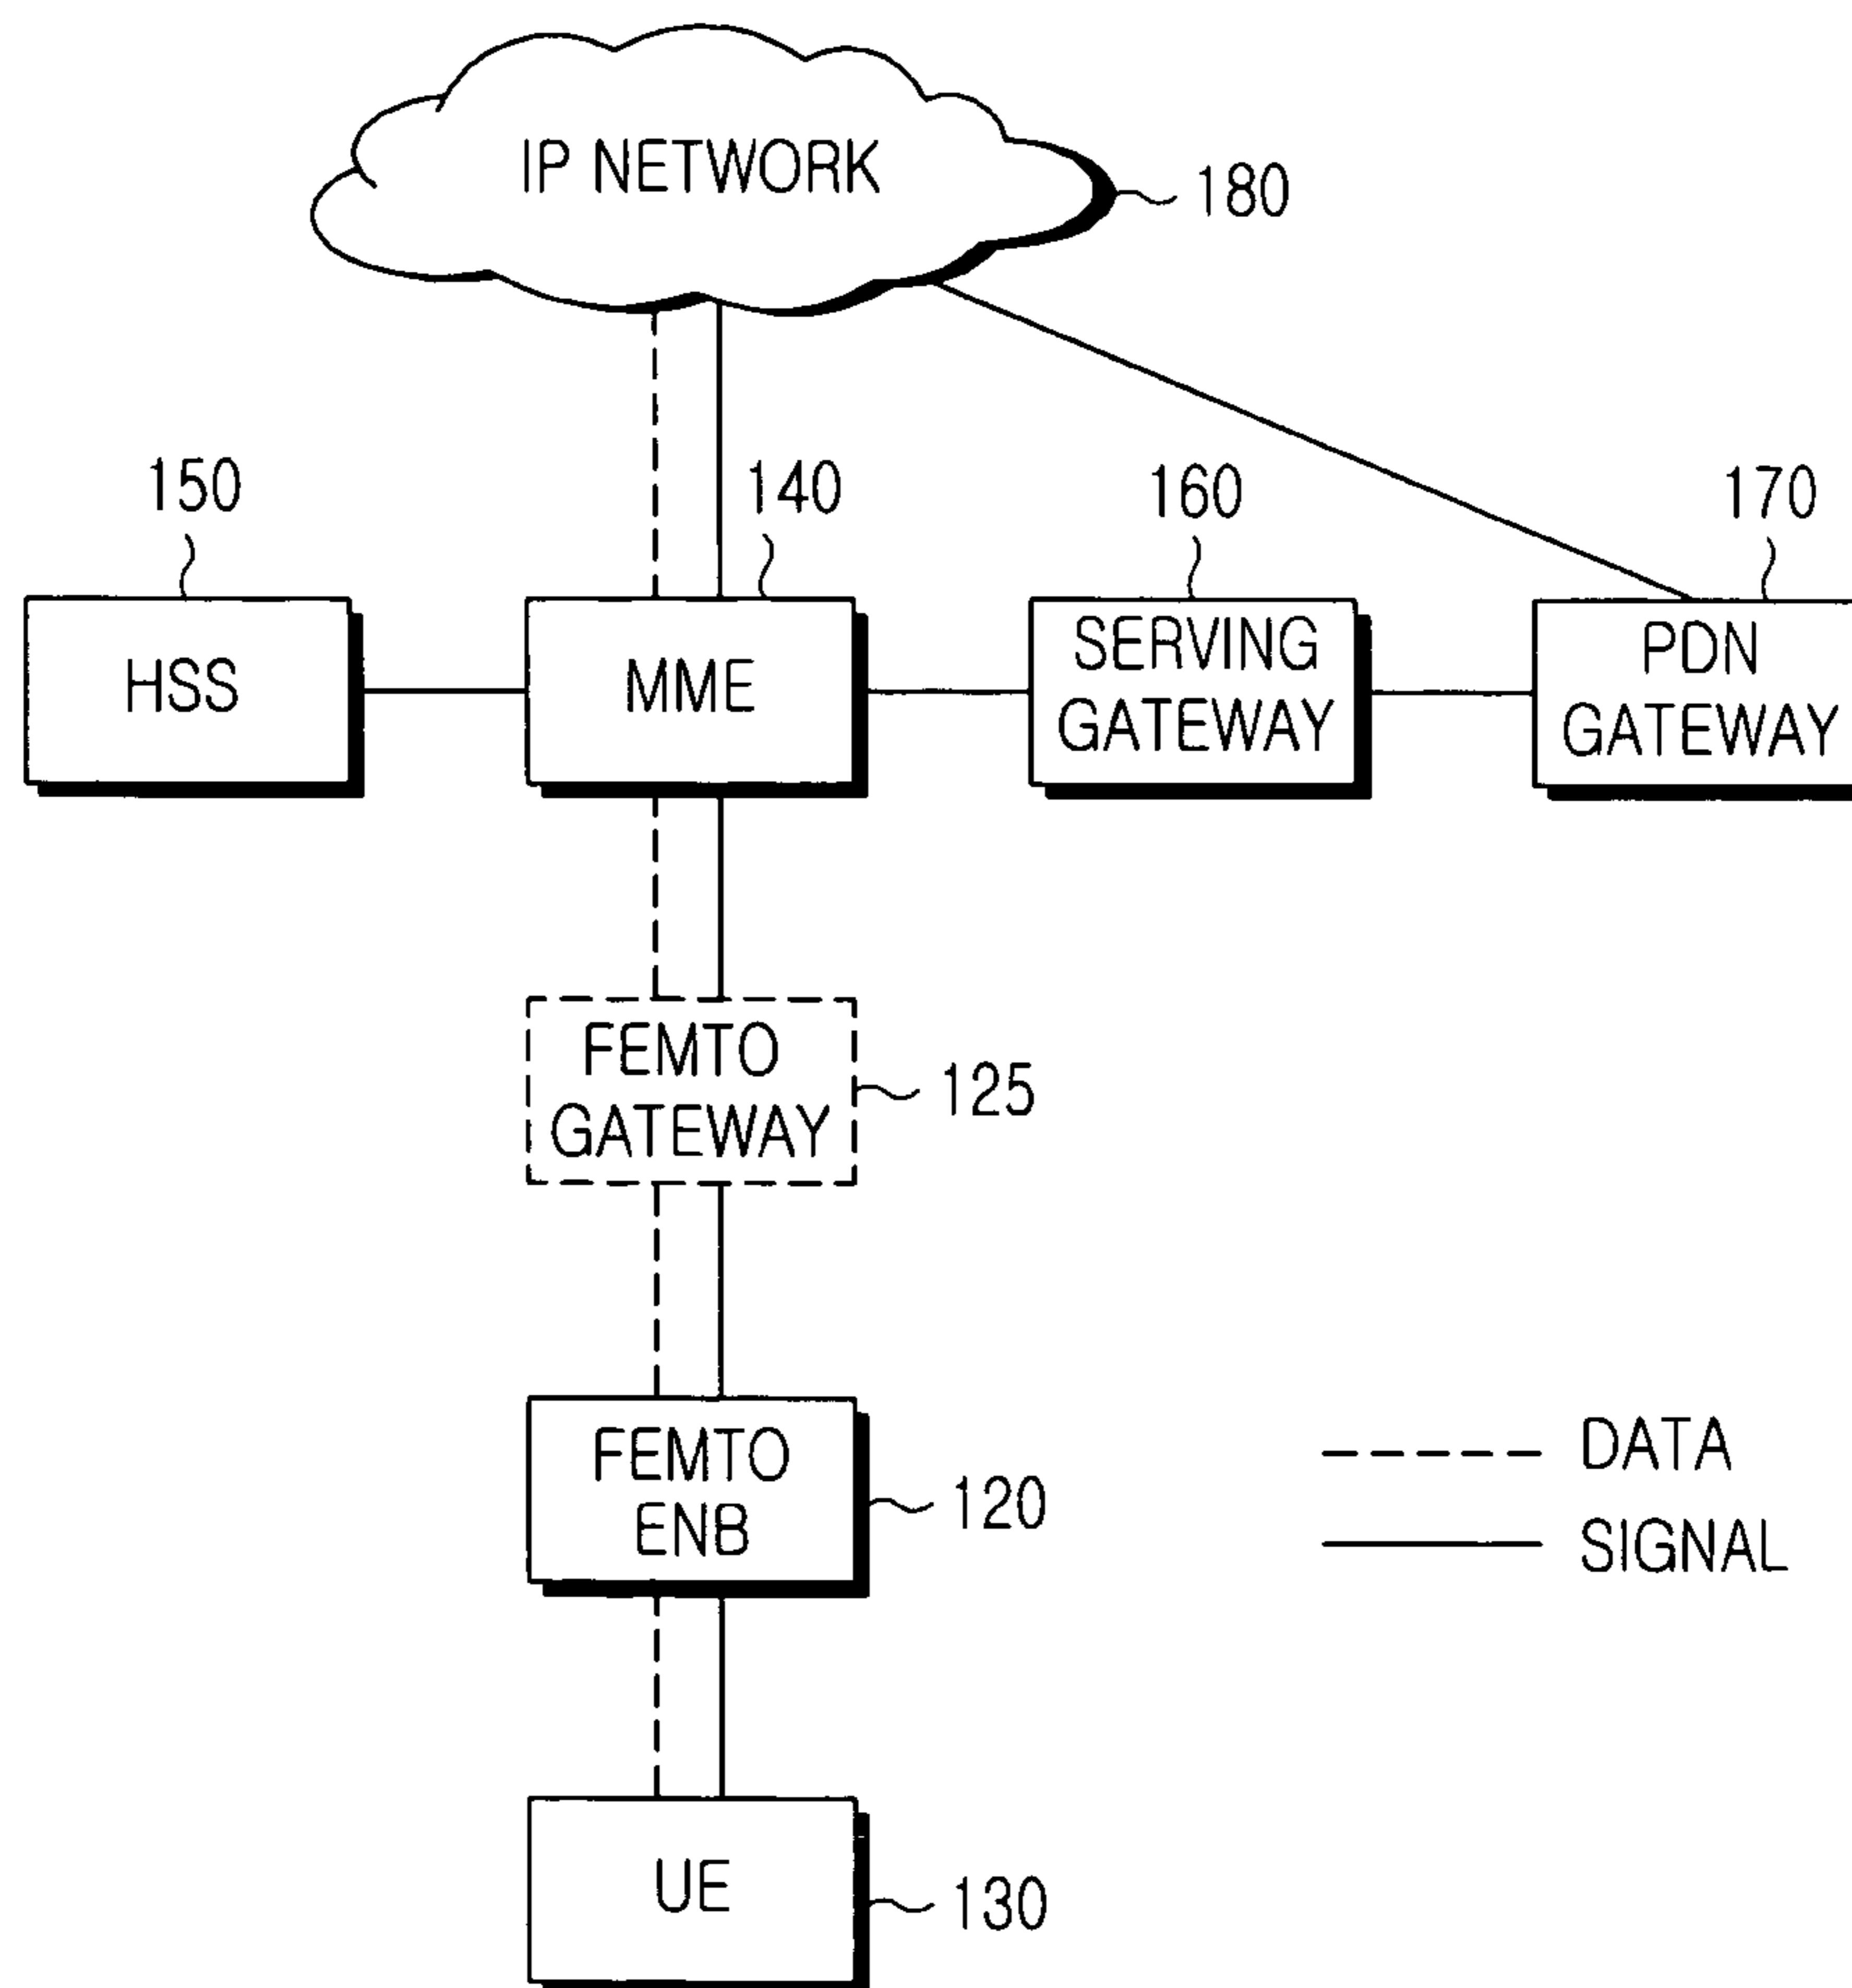 IP NETWORK
180
150
140
160
170
HSS
MME
SERVING
GATEWAY
PDN
GATEWAY
FEMTO
GATEWAY
125
FEMTO
ENB
120
DATA
SIGNAL
UE
130